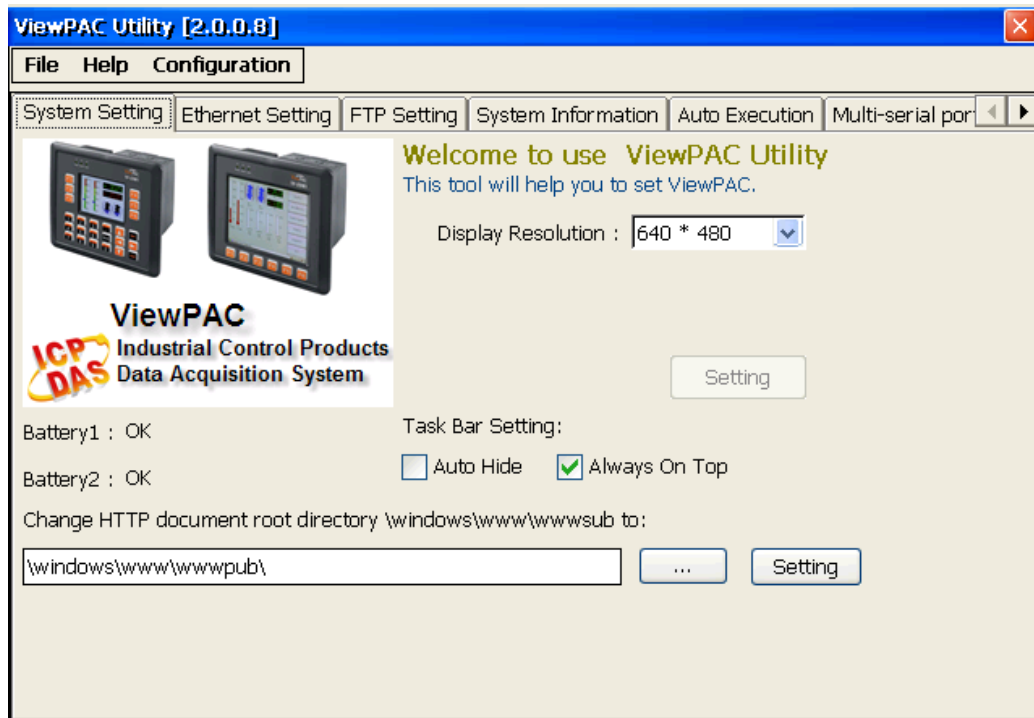 ViewPAC Utility [2.0.0.8]
File Help Configuration
System Setting Ethernet Setting FTP Setting System Information Auto Execution Multi-serial por
Welcome to use ViewPAC Utility
This tool will help you to set ViewPAC.
Display Resolution : 640 * 480
ViewPAC
ICP DAS
Industrial Control Products
Data Acquisition System
Setting
Battery1 : OK
Battery2 : OK
Task Bar Setting:
Auto Hide Always On Top
Change HTTP document root directory \windows\www\wwwsub to:
\windows\www\wwwpub\ ... Setting